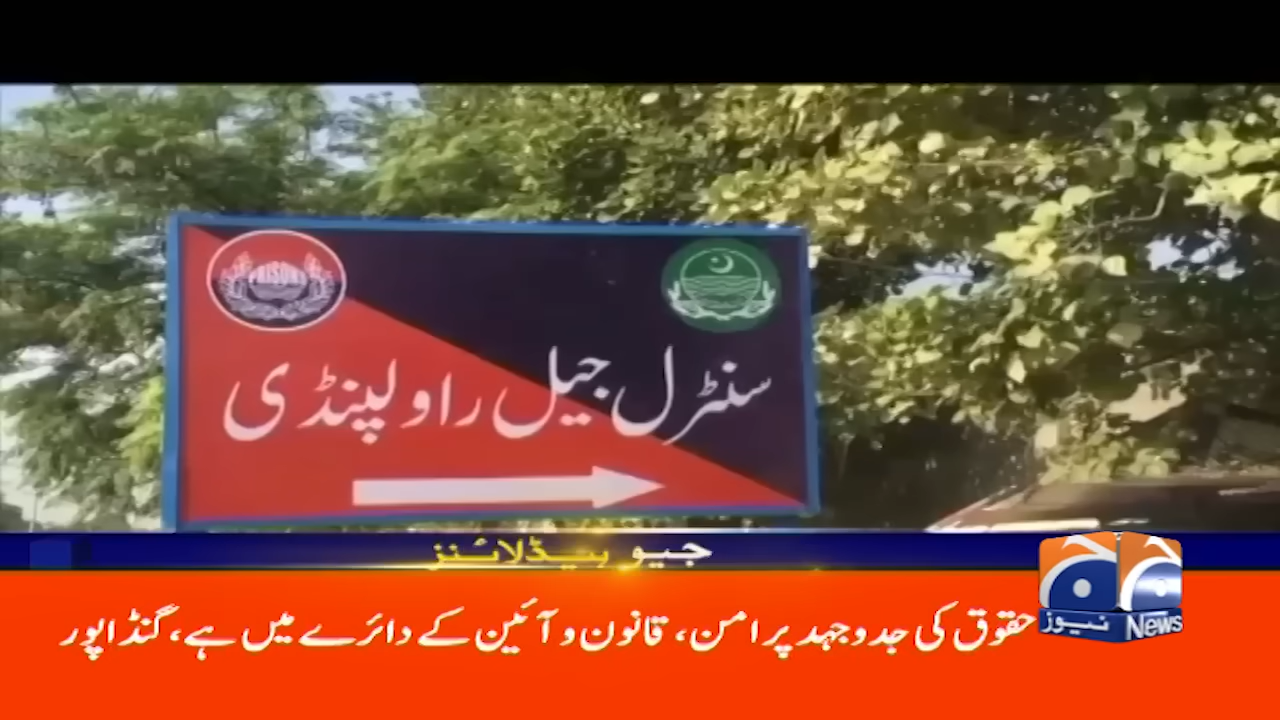 PRISONS
سنٹرل جیل راولپنڈی
جیو ہیڈلائنز
حقوق کی جدوجہد پرامن، قانون و آئین کے دائرے میں ہے، گنڈاپور
نیوز News